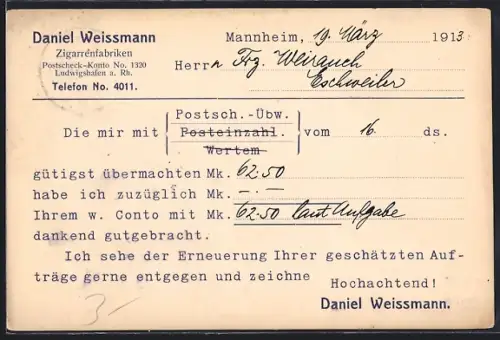 Daniel Weissmann
Zigarrenfabriken
Postscheck-Konto No. 1320
Ludwigshafen a. Rh.
Telefon No. 4011.
Mannheim, 19. März 1913.
Herrn Frz. Weirauch
Eschweiler
Die mir mit Postsch.-Übw. vom 16. ds.
Posteinzahl.
Wertem
gütigst übermachten Mk. 62.50
habe ich zuzüglich Mk. —.—
Ihrem w. Conto mit Mk. 62.50 laut Aufgabe
dankend gutgebracht.
Ich sehe der Erneuerung Ihrer geschätzten Auf-
träge gerne entgegen und zeichne
Hochachtend!
Daniel Weissmann.
3-